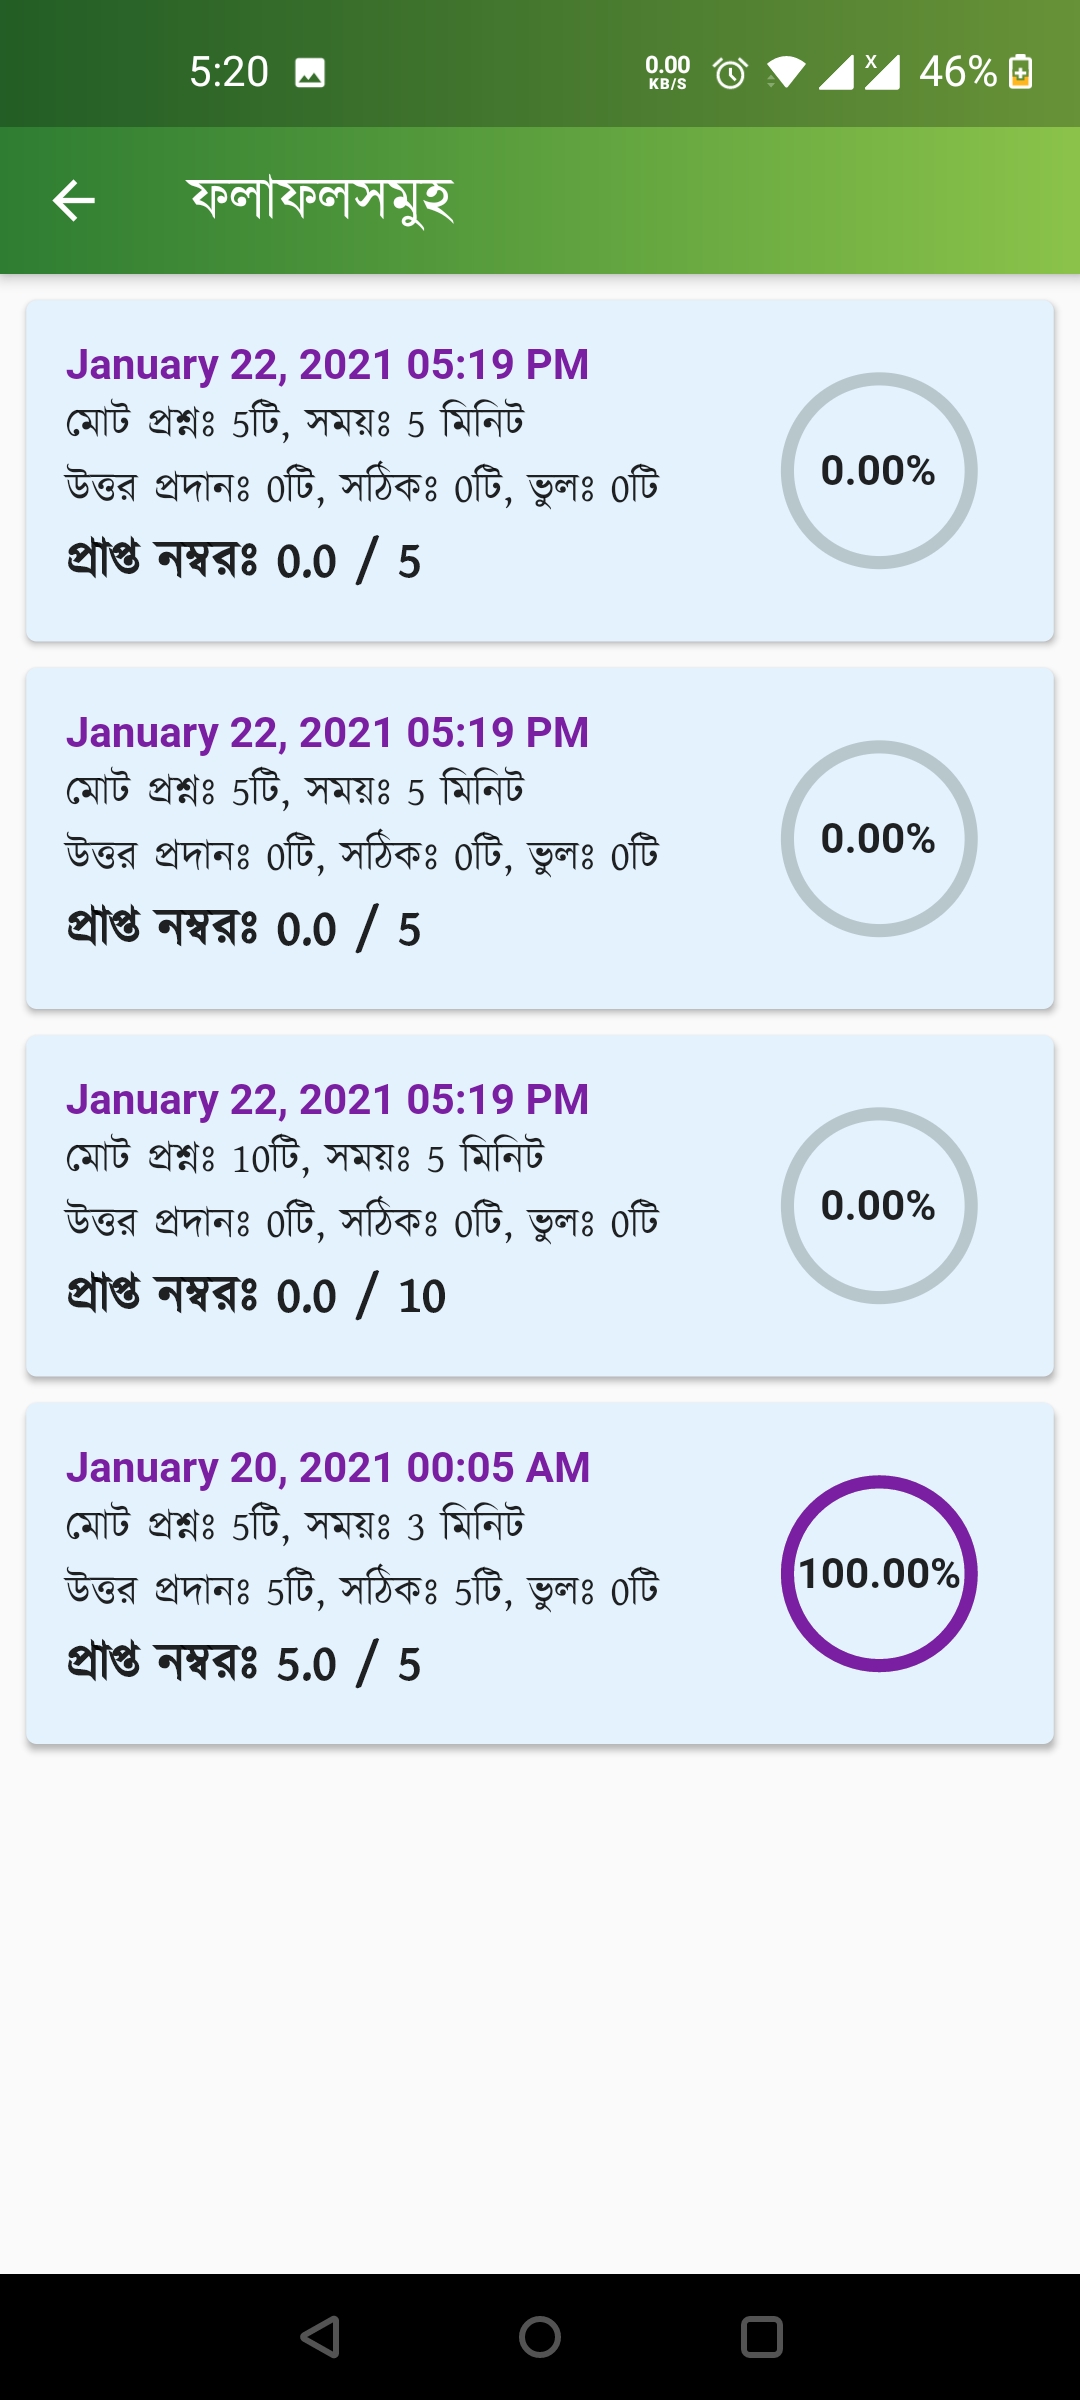 5:20 0.00 KB/S X 46%
ফলাফলসমুহ
January 22, 2021 05:19 PM
মোট প্রশ্নঃ 5টি, সময়ঃ 5 মিনিট
উত্তর প্রদানঃ 0টি, সঠিকঃ 0টি, ভুলঃ 0টি
প্রাপ্ত নম্বরঃ 0.0 / 5
0.00%
January 22, 2021 05:19 PM
মোট প্রশ্নঃ 5টি, সময়ঃ 5 মিনিট
উত্তর প্রদানঃ 0টি, সঠিকঃ 0টি, ভুলঃ 0টি
প্রাপ্ত নম্বরঃ 0.0 / 5
0.00%
January 22, 2021 05:19 PM
মোট প্রশ্নঃ 10টি, সময়ঃ 5 মিনিট
উত্তর প্রদানঃ 0টি, সঠিকঃ 0টি, ভুলঃ 0টি
প্রাপ্ত নম্বরঃ 0.0 / 10
0.00%
January 20, 2021 00:05 AM
মোট প্রশ্নঃ 5টি, সময়ঃ 3 মিনিট
উত্তর প্রদানঃ 5টি, সঠিকঃ 5টি, ভুলঃ 0টি
প্রাপ্ত নম্বরঃ 5.0 / 5
100.00%